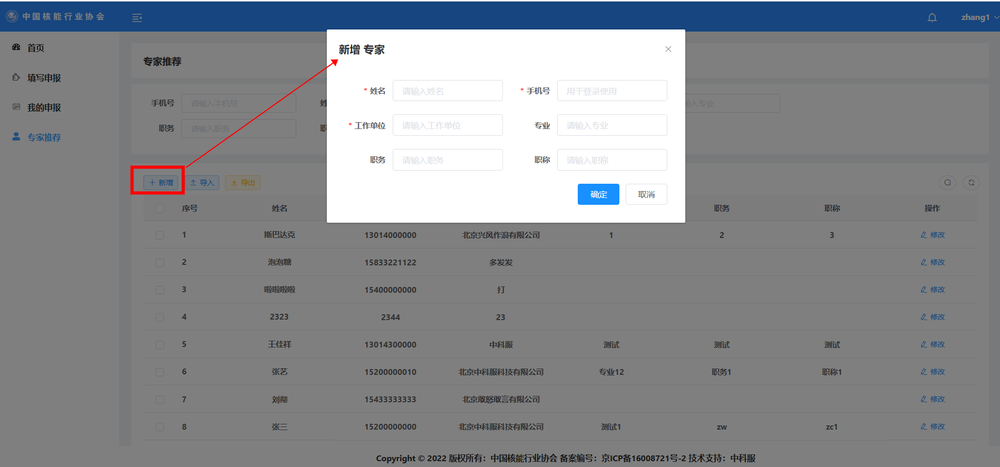 中国核能行业协会
zhang1
首页
填写申报
我的申报
专家推荐
专家推荐
手机号 请输入手机号
职务 请输入职务
新增 专家
* 姓名 请输入姓名 * 手机号 用于登录使用
* 工作单位 请输入工作单位 专业 请输入专业
职务 请输入职务 职称 请输入职称
确定 取消
入专业
新增 导入 导出
序号 姓名 职务 职称 操作
1 斯巴达克 13014000000 北京兴风作浪有限公司 1 2 3 修改
2 泡泡糖 15833221122 多发发 修改
3 啦啦啦啦 15400000000 打 修改
4 2323 2344 23 修改
5 王佳祥 13014300000 中科服 测试 测试 测试 修改
6 张艺 15200000010 北京中科服科技有限公司 专业12 职务1 职称1 修改
7 刘彻 15433333333 北京敢怒敢言有限公司 修改
8 张三 15200000000 北京中科服科技有限公司 测试1 zw zc1 修改
Copyright © 2022 版权所有：中国核能行业协会 备案编号：京ICP备16008721号-2 技术支持：中科服